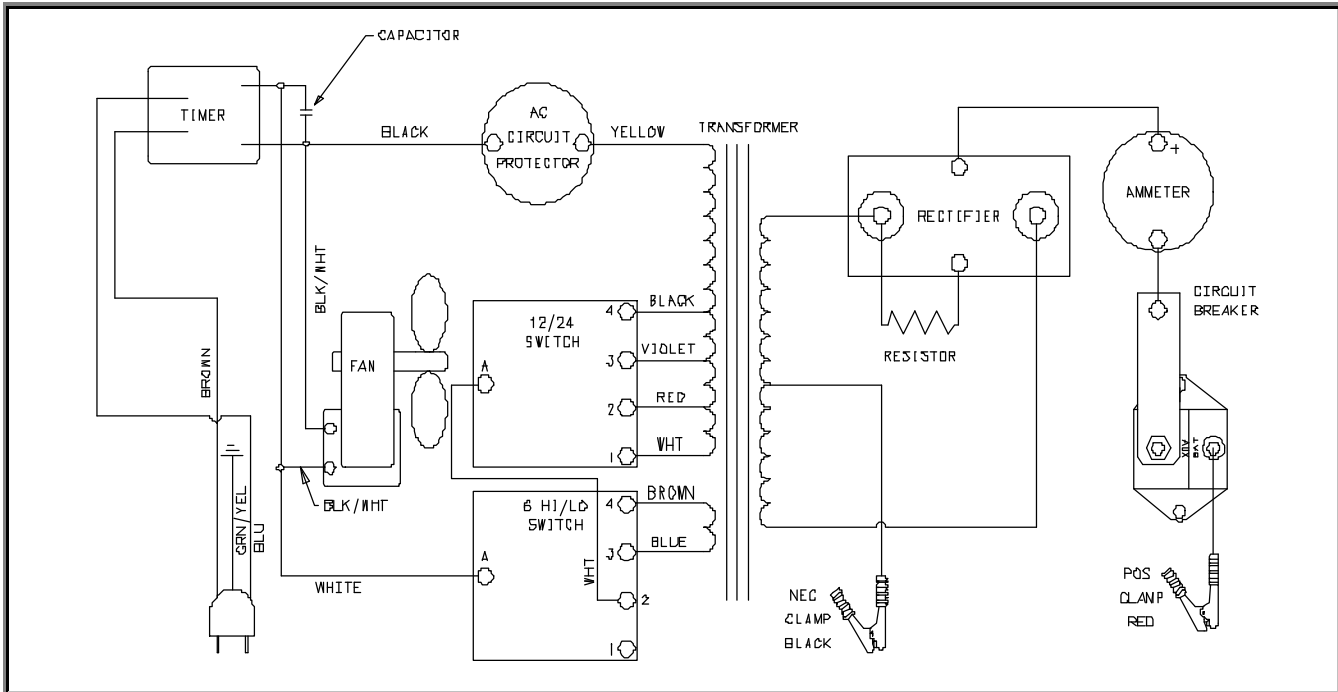 CAPACITOR
TIMER
BLACK
AC
CIRCUIT
PROTECTOR
YELLOW
TRANSFORMER
+
RECTIFIER
AMMETER
BLK/WHT
12/24
SWITCH
A
4
BLACK
3
VIOLET
2
RED
1
WHT
RESISTOR
CIRCUIT
BREAKER
BROWN
FAN
AUX
BAT
BLK/WHT
GRN/YEL
BLU
6 HI/LO
SWITCH
A
4
BROWN
3
BLUE
WHT
2
1
WHITE
NEG
CLAMP
BLACK
POS
CLAMP
RED